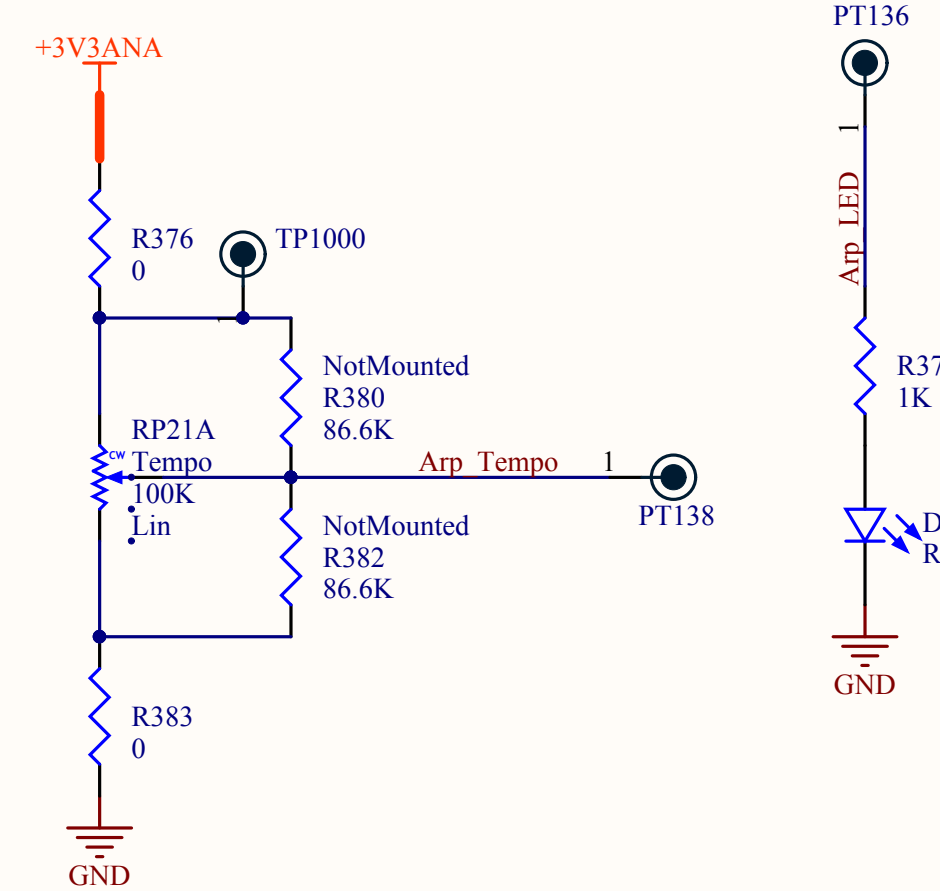 PT136
+3V3ANA
1
Arp_LED
R376
0
TP1000
1
NotMounted
R380
86.6K
R37
1K
RP21A
cw
Tempo
100K
Lin
Arp_Tempo
1
PT138
NotMounted
R382
86.6K
D
R
GND
R383
0
GND